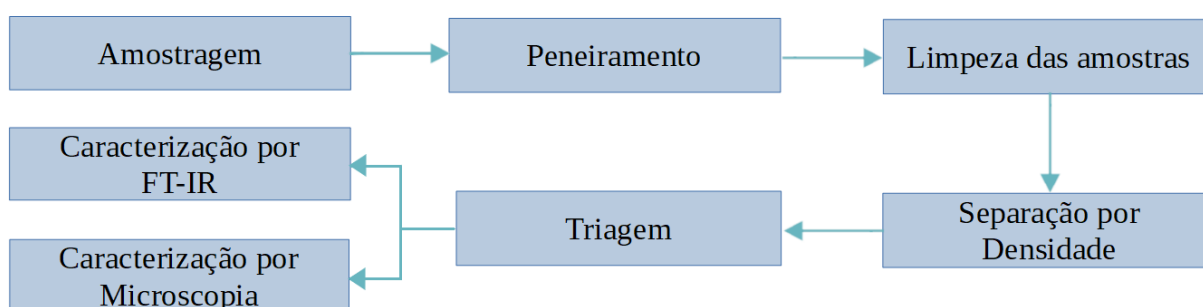 Amostragem
Peneiramento
Limpeza das amostras
Separação por
Densidade
Triagem
Caracterização por
FT-IR
Caracterização por
Microscopia